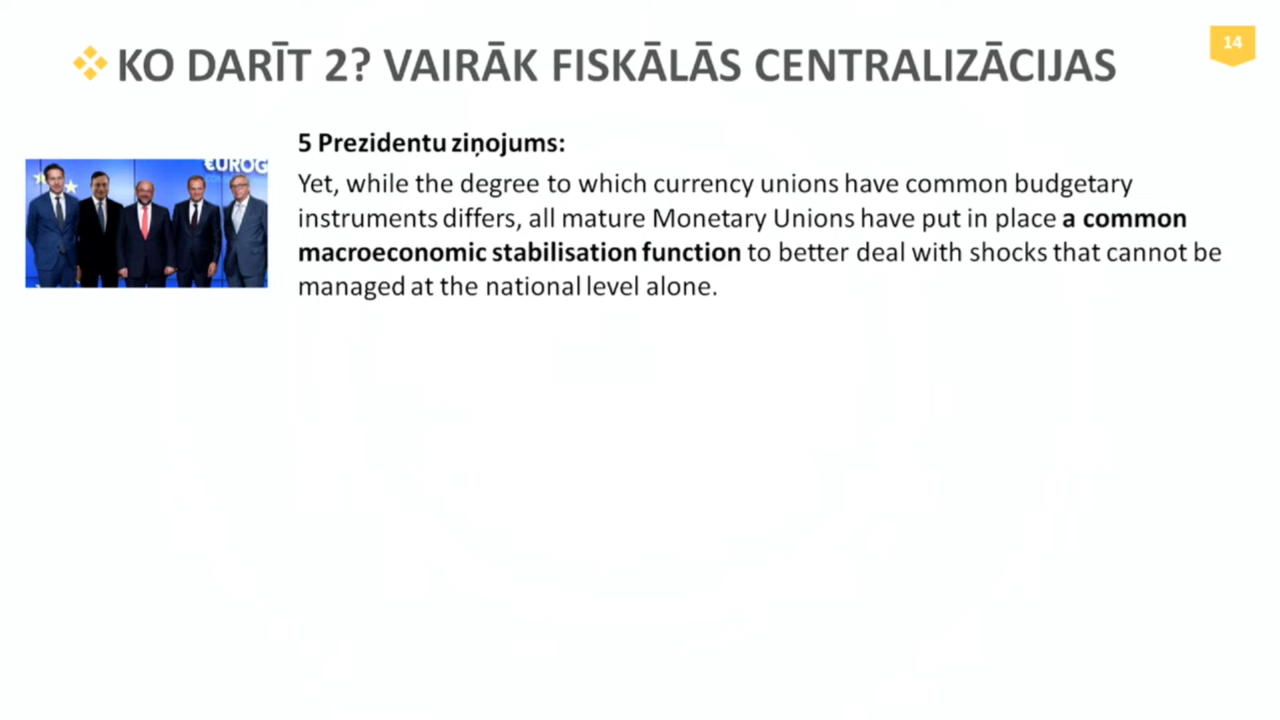 KO DARĪT 2? VAIRĀK FISKĀLĀS CENTRALIZĀCIJAS
14
5 Prezidentu ziņojums:
Yet, while the degree to which currency unions have common budgetary
instruments differs, all mature Monetary Unions have put in place a common
macroeconomic stabilisation function to better deal with shocks that cannot be
managed at the national level alone.
€UROG